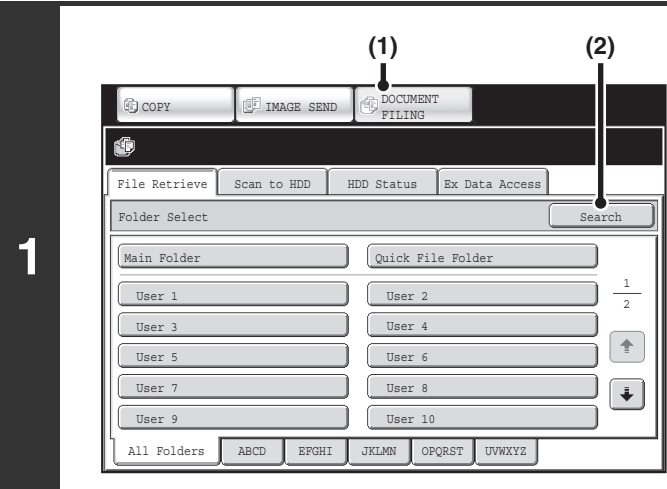 1
(1) (2)
COPY IMAGE SEND DOCUMENT
FILING
File Retrieve Scan to HDD HDD Status Ex Data Access
Folder Select Search
Main Folder Quick File Folder
User 1 User 2 1
2
User 3 User 4
User 5 User 6
User 7 User 8
User 9 User 10
All Folders ABCD EFGHI JKLMN OPQRST UVWXYZ